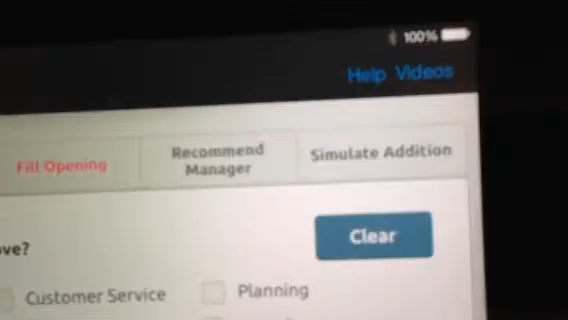 100%
Help Videos
Fill Opening
Recommend
Manager
Simulate Addition
ove?
Clear
Customer Service
Planning